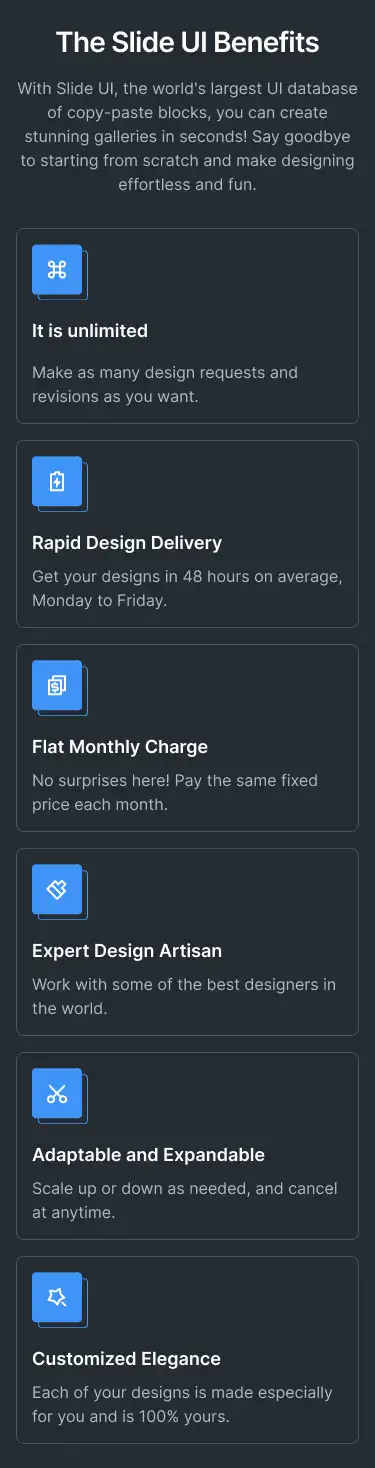 The Slide UI Benefits
With Slide UI, the world's largest UI database
of copy-paste blocks, you can create
stunning galleries in seconds! Say goodbye
to starting from scratch and make designing
effortless and fun.
It is unlimited
Make as many design requests and
revisions as you want.
Rapid Design Delivery
Get your designs in 48 hours on average,
Monday to Friday.
Flat Monthly Charge
No surprises here! Pay the same fixed
price each month.
Expert Design Artisan
Work with some of the best designers in
the world.
Adaptable and Expandable
Scale up or down as needed, and cancel
at anytime.
Customized Elegance
Each of your designs is made especially
for you and is 100% yours.